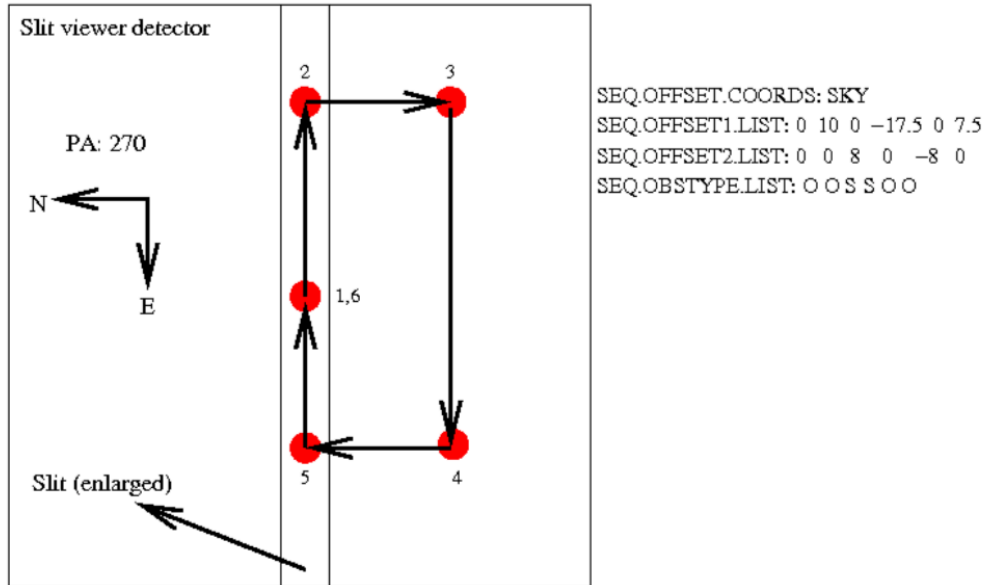 Slit viewer detector
2
3
SEQ.OFFSET.COORDS: SKY
SEQ.OFFSET1.LIST: 0 10 0 −17.5 0 7.5
PA: 270
SEQ.OFFSET2.LIST: 0 0 8 0 −8 0
SEQ.OBSTYPE.LIST: O O S S O O
N
1,6
E
5
4
Slit (enlarged)